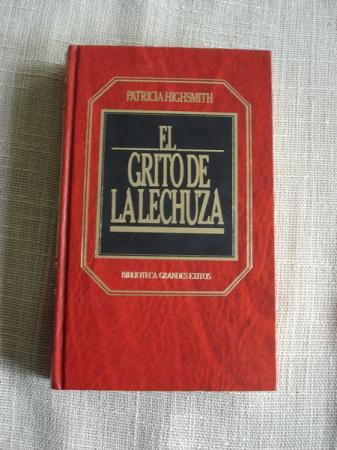 PATRICIA HIGHSMITH
EL
GRITO DE
LA LECHUZA
BIBLIOTECA GRANDES EXITOS